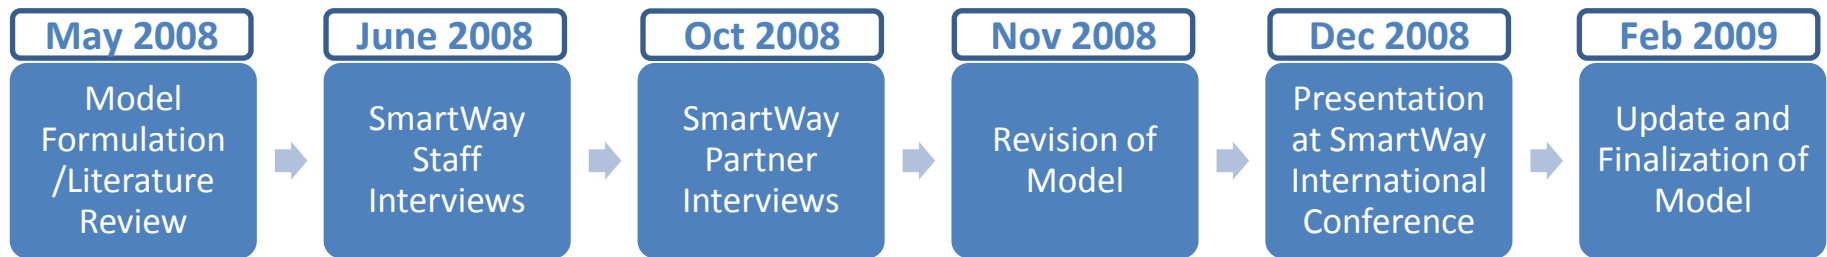 May 2008
Model
Formulation
/Literature
Review
June 2008
SmartWay
Staff
Interviews
Oct 2008
SmartWay
Partner
Interviews
Nov 2008
Revision of
Model
Dec 2008
Presentation
at SmartWay
International
Conference
Feb 2009
Update and
Finalization of
Model